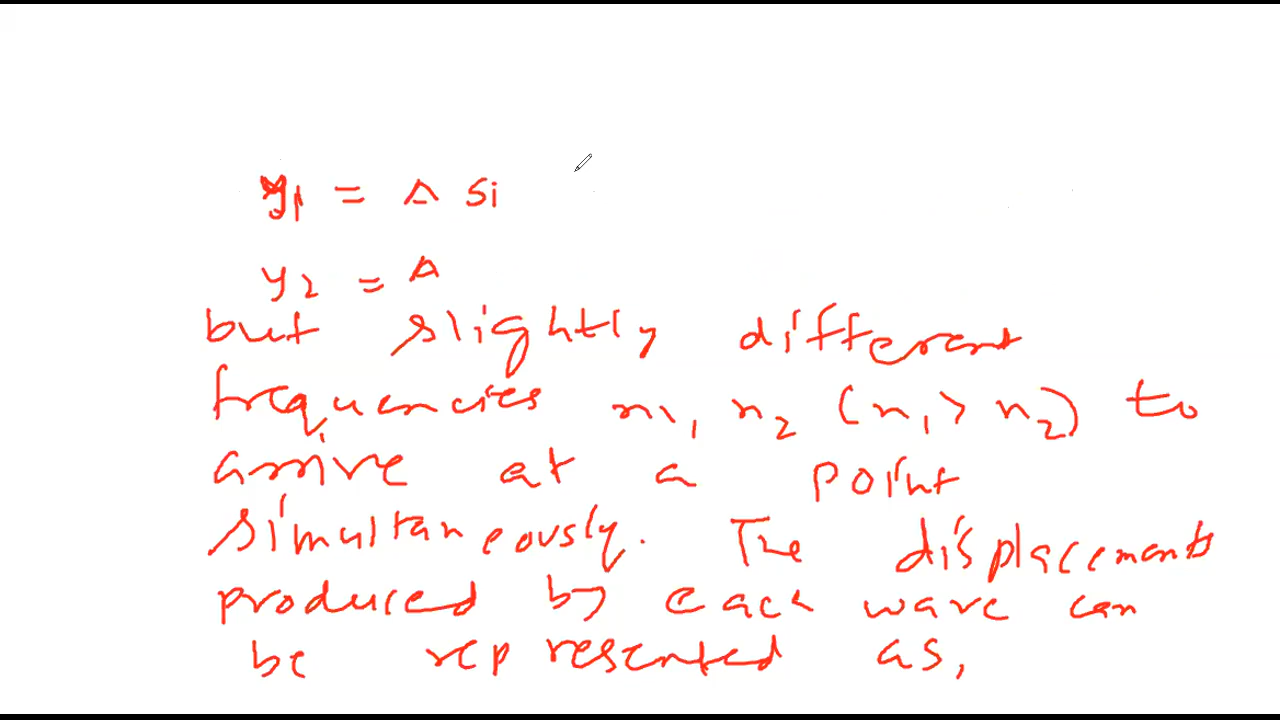 y1 = A si
y2 = A
but slightly different
frequencies n1, n2 (n1 > n2) to
arrive at a point
simultaneously. The displacements
produced by each wave can
be represented as,